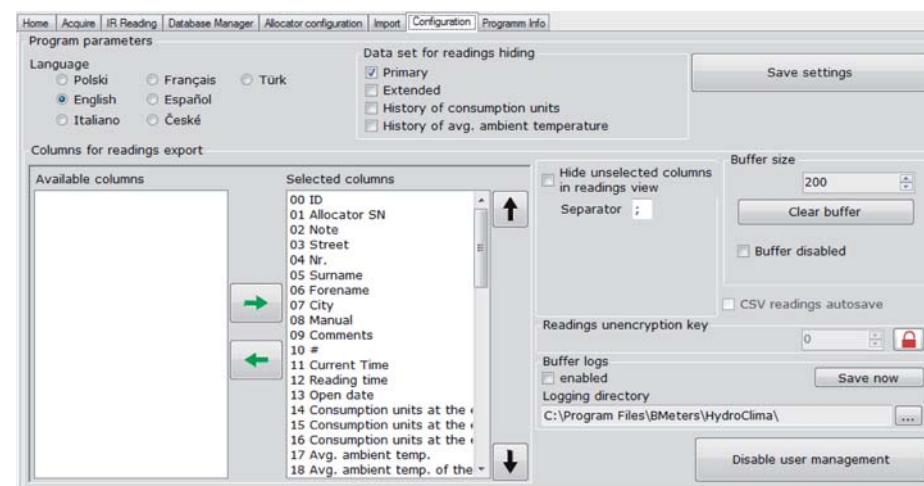 Home Acquire IR Reading Database Manager Allocator configuration Import Configuration Programm Info
Program parameters
Language
Polski Français Türk
English Español
Italiano České
Data set for readings hiding
Primary
Extended
History of consumption units
History of avg. ambient temperature
Save settings
Columns for readings export
Available columns
Selected columns
00 ID
01 Allocator SN
02 Note
03 Street
04 Nr.
05 Surname
06 Forename
07 City
08 Manual
09 Comments
10 #
11 Current Time
12 Reading time
13 Open date
14 Consumption units at the
15 Consumption units at the
16 Consumption units at the
17 Avg. ambient temp.
18 Avg. ambient temp. of the
Hide unselected columns
in readings view
Separator ;
Buffer size
200
Clear buffer
Buffer disabled
CSV readings autosave
Readings unencryption key
0
Buffer logs
enabled
Save now
Logging directory
C:\Program Files\BMeters\HydroClima\
...
Disable user management